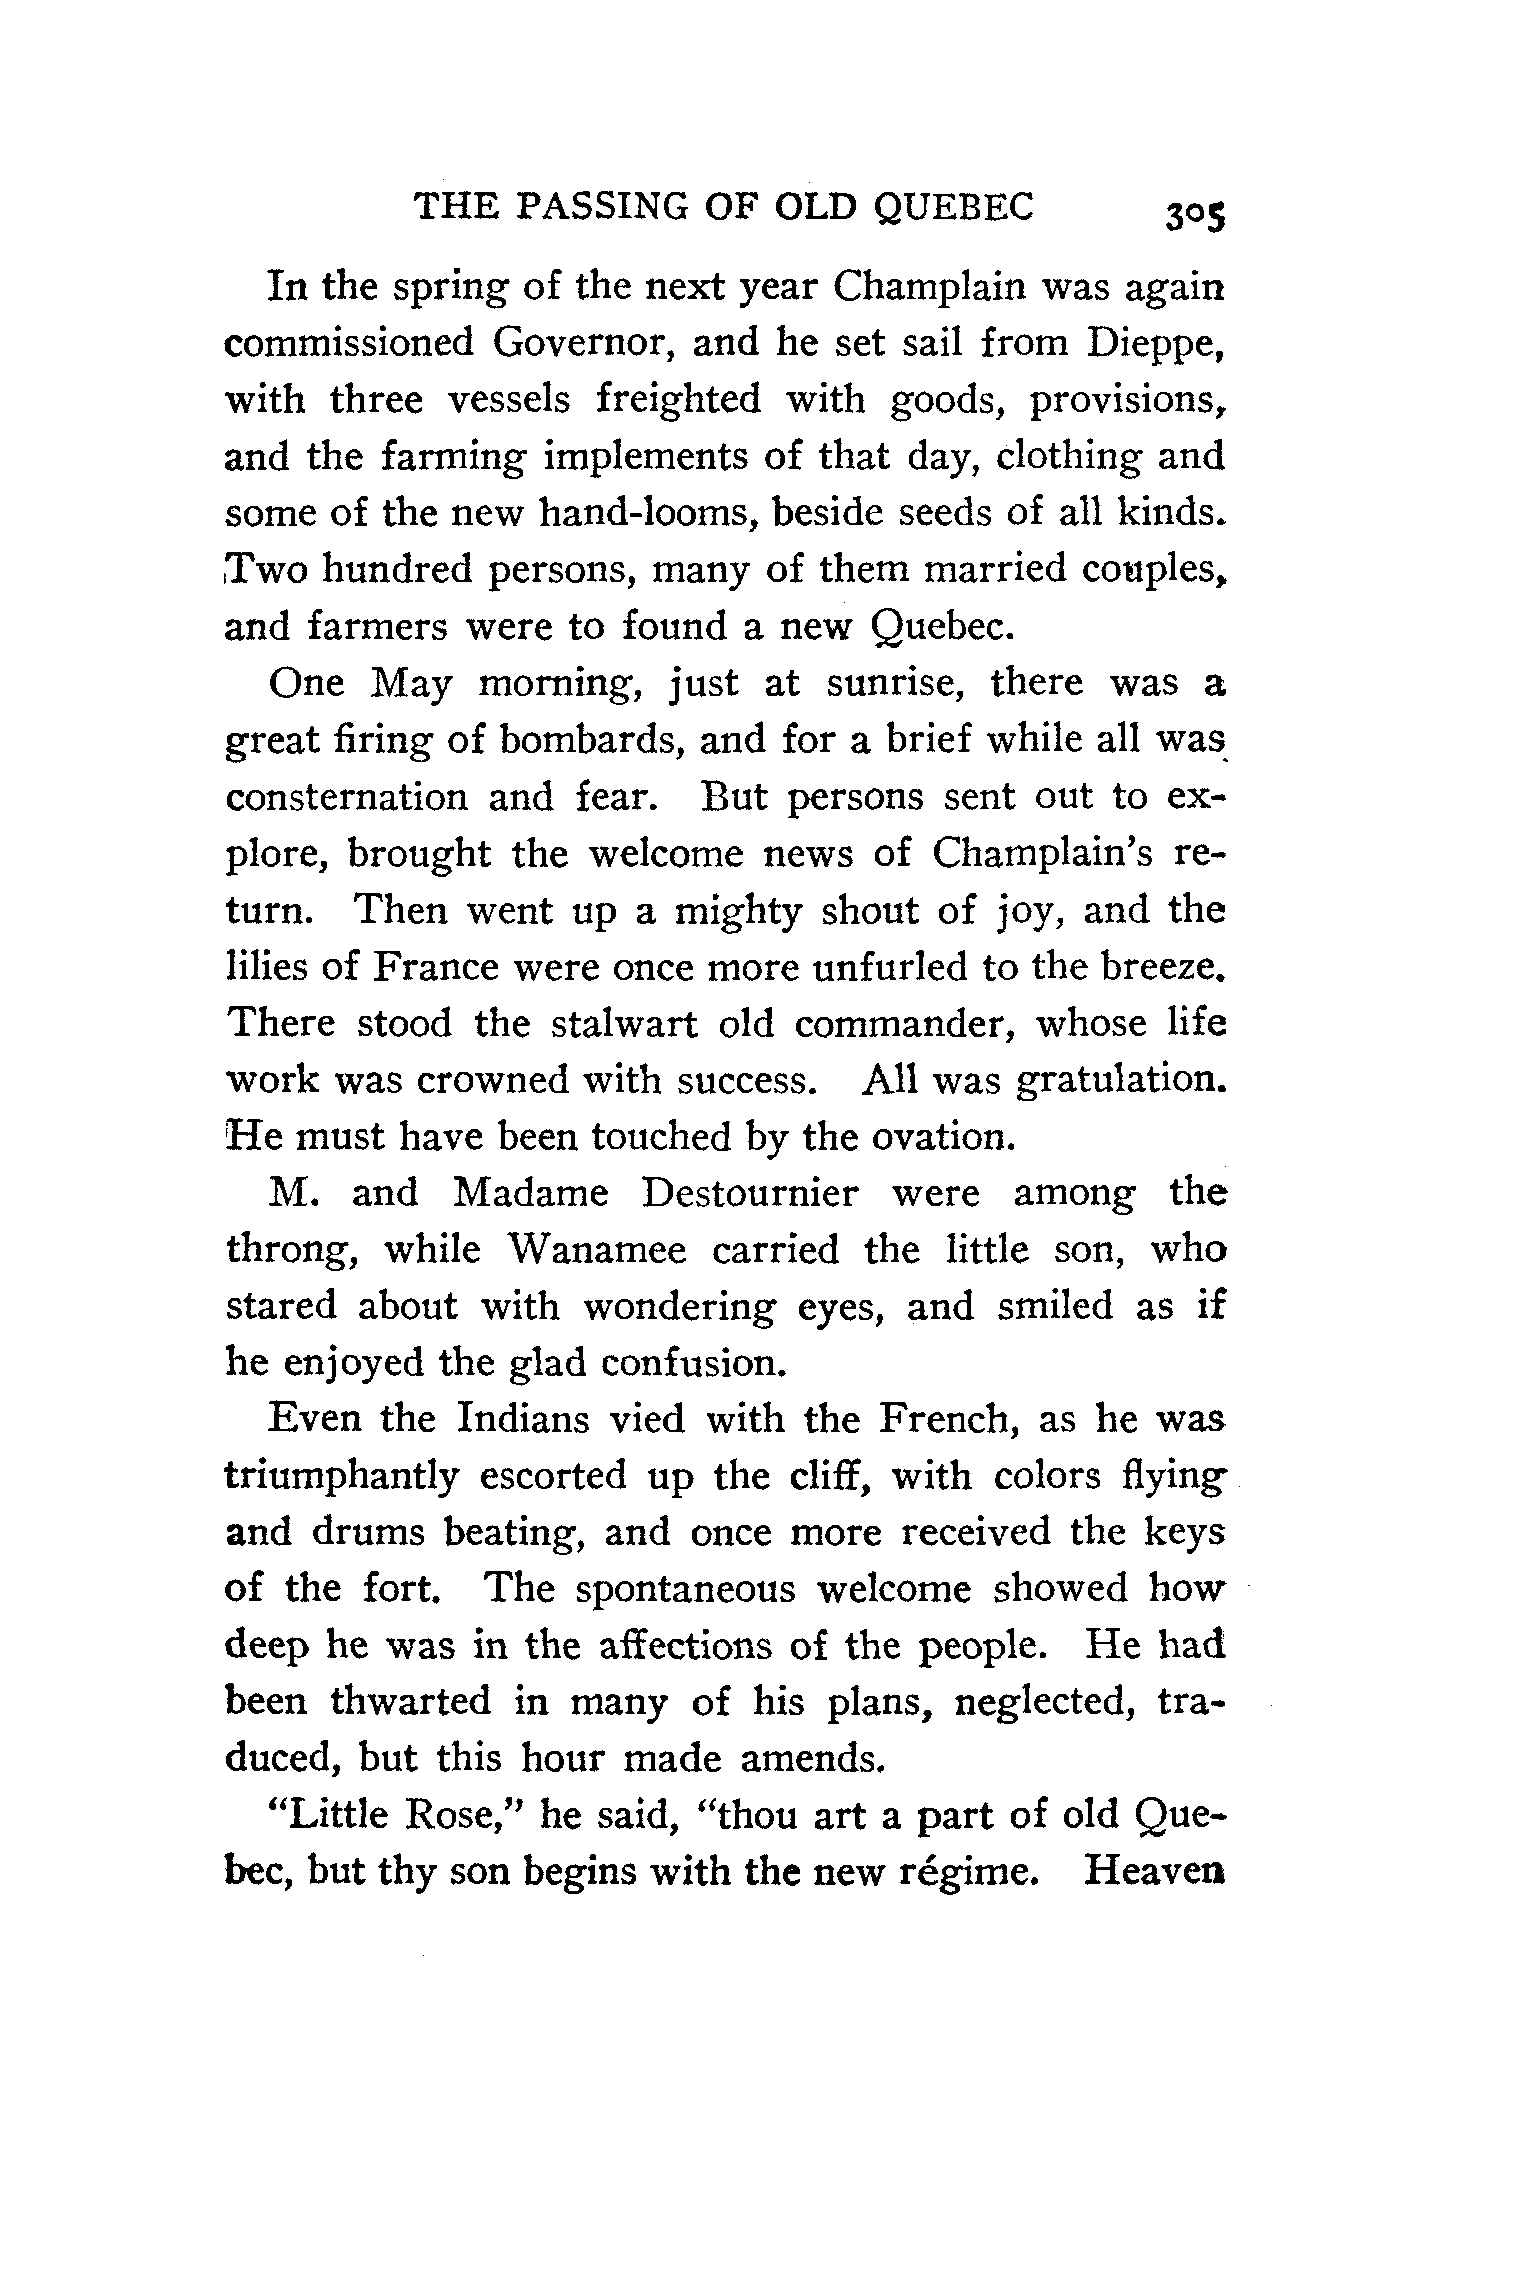 THE PASSING OF OLD QUEBEC 305
In the spring of the next year Champlain was again
commissioned Governor, and he set sail from Dieppe,
with three vessels freighted with goods, provisions,
and the farming implements of that day, clothing and
some of the new hand-looms, beside seeds of all kinds.
Two hundred persons, many of them married couples,
and farmers were to found a new Quebec.
One May morning, just at sunrise, there was a
great firing of bombards, and for a brief while all was
consternation and fear. But persons sent out to ex-
plore, brought the welcome news of Champlain's re-
turn. Then went up a mighty shout of joy, and the
lilies of France were once more unfurled to the breeze.
There stood the stalwart old commander, whose life
work was crowned with success. All was gratulation.
He must have been touched by the ovation.
M. and Madame Destournier were among the
throng, while Wanamee carried the little son, who
stared about with wondering eyes, and smiled as if
he enjoyed the glad confusion.
Even the Indians vied with the French, as he was
triumphantly escorted up the cliff, with colors flying
and drums beating, and once more received the keys
of the fort. The spontaneous welcome showed how
deep he was in the affections of the people. He had
been thwarted in many of his plans, neglected, tra-
duced, but this hour made amends.
“Little Rose,” he said, “thou art a part of old Que-
bec, but thy son begins with the new régime. Heaven